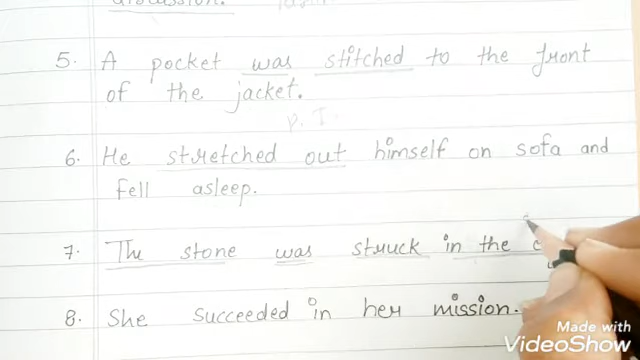 discussion.
5. A pocket was stitched to the front
of the jacket.
p. T.
6. He stretched out himself on sofa and
fell asleep.
7. The stone was struck in the
8. She succeeded in her mission.
Made with
VideoShow